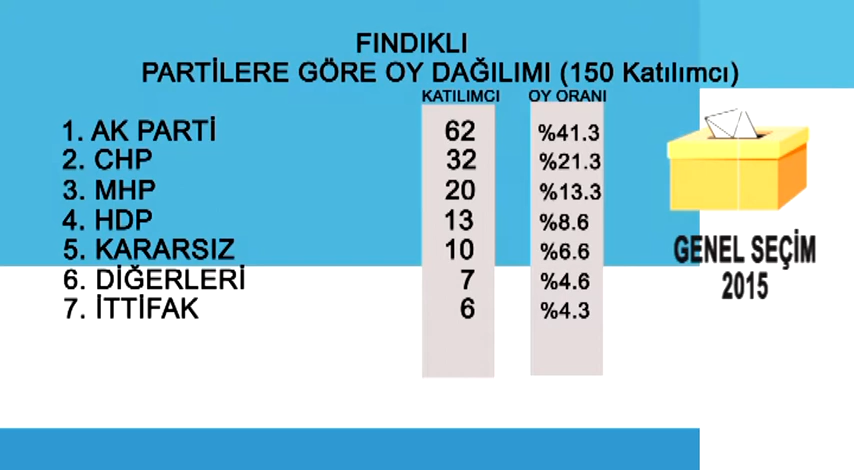 FINDIKLI
PARTİLERE GÖRE OY DAĞILIMI (150 Katılımcı)
KATILIMCI OY ORANI
1. AK PARTİ 62 %41.3
2. CHP 32 %21.3
3. MHP 20 %13.3
4. HDP 13 %8.6
5. KARARSIZ 10 %6.6
6. DİĞERLERİ 7 %4.6
7. İTTİFAK 6 %4.3
GENEL SEÇİM
2015